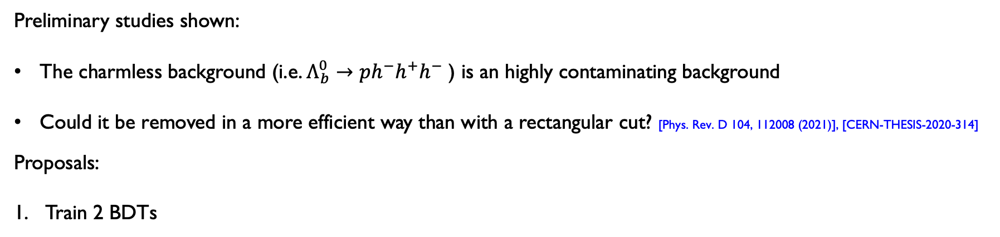 Preliminary studies shown:
• The charmless background (i.e. Λ_b^0 → ph⁻h⁺h⁻ ) is an highly contaminating background
• Could it be removed in a more efficient way than with a rectangular cut? [Phys. Rev. D 104, 112008 (2021)], [CERN-THESIS-2020-314]
Proposals:
1. Train 2 BDTs